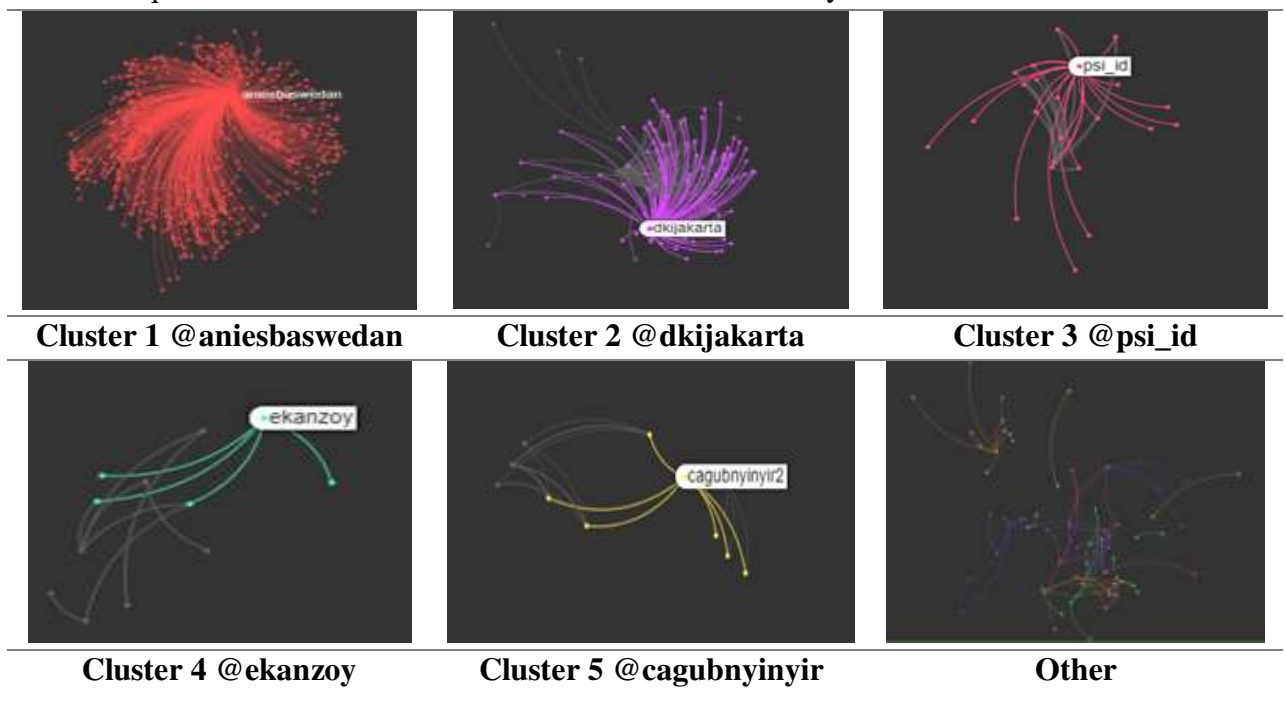 aniesbaswedan
dkijakarta
psi_id
Cluster 1 @aniesbaswedan
Cluster 2 @dkijakarta
Cluster 3 @psi_id
ekanzoy
cagubnyinyir2
Cluster 4 @ekanzoy
Cluster 5 @cagubnyinyir
Other